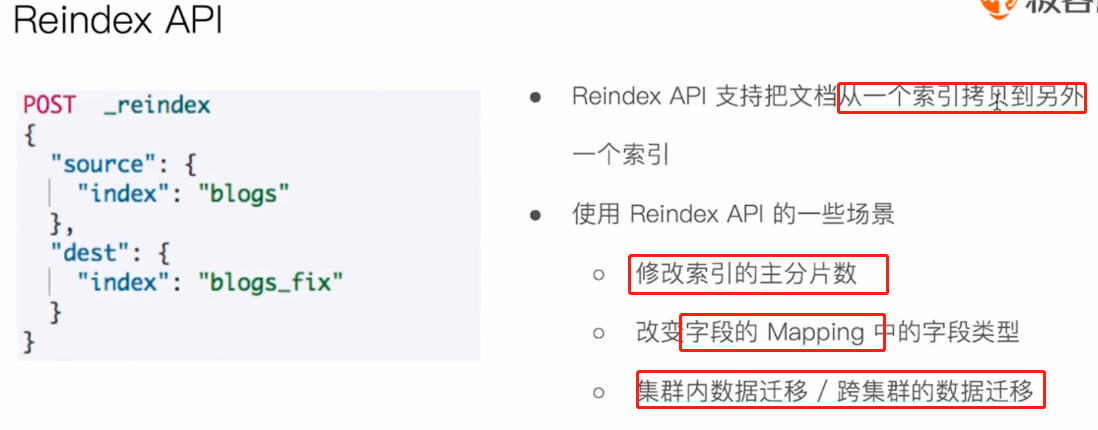 Reindex API
POST _reindex
{
"source": {
"index": "blogs"
},
"dest": {
"index": "blogs_fix"
}
}
Reindex API 支持把文档从一个索引拷贝到另外
一个索引
使用 Reindex API 的一些场景
修改索引的主分片数
改变字段的 Mapping 中的字段类型
集群内数据迁移 / 跨集群的数据迁移